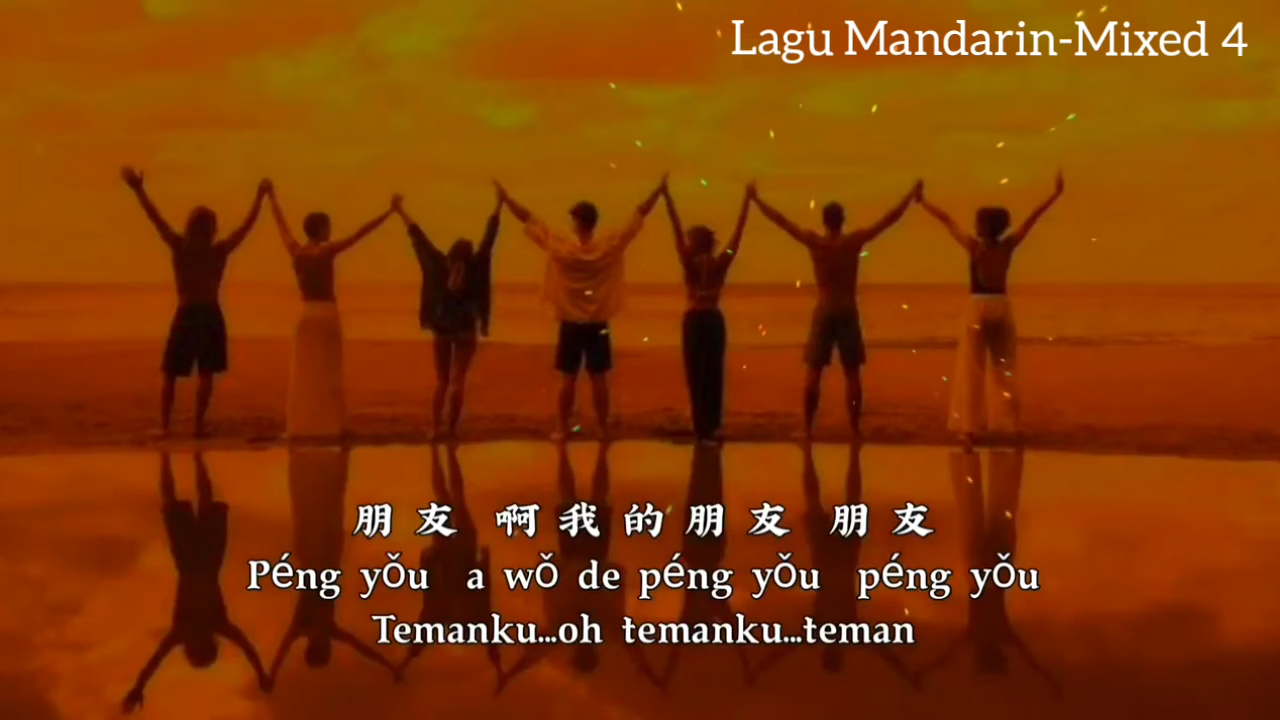 Lagu Mandarin-Mixed 4
朋友 啊我的朋友 朋友
Péng yǒu a wǒ de péng yǒu péng yǒu
Temanku...oh temanku...teman